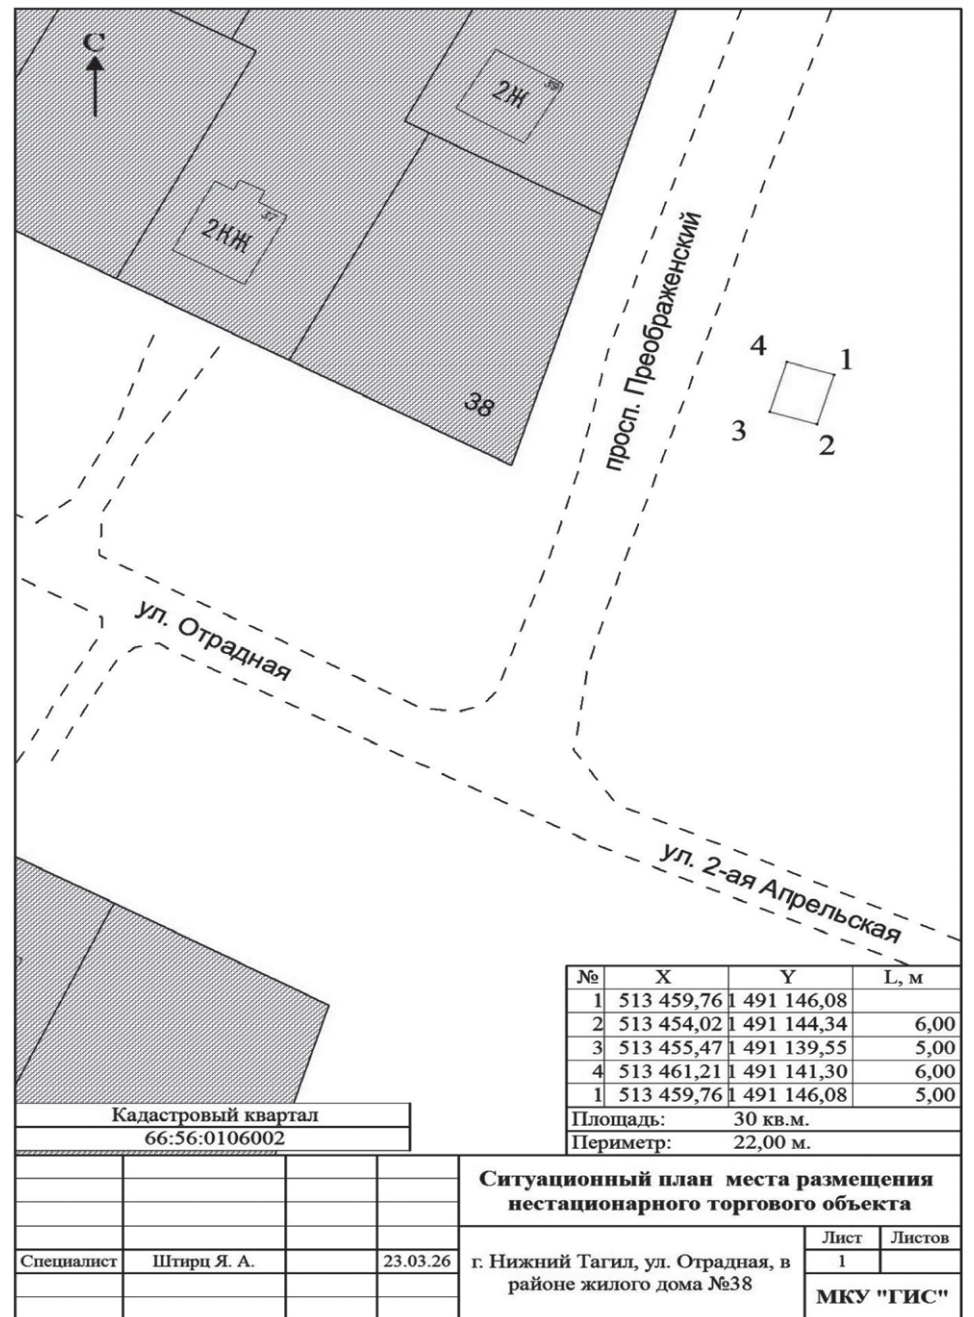 С
2Ж
39
2КЖ
37
38
просп. Преображенский
4
1
3
2
ул. Отрадная
ул. 2-ая Апрельская
№ X Y L, м
1 513 459,76 1 491 146,08
2 513 454,02 1 491 144,34 6,00
3 513 455,47 1 491 139,55 5,00
4 513 461,21 1 491 141,30 6,00
1 513 459,76 1 491 146,08 5,00
Площадь: 30 кв.м.
Периметр: 22,00 м.
Кадастровый квартал
66:56:0106002
Ситуационный план места размещения
нестационарного торгового объекта
Специалист Штирц Я. А. 23.03.26
г. Нижний Тагил, ул. Отрадная, в
районе жилого дома №38
Лист Листов
1
МКУ "ГИС"